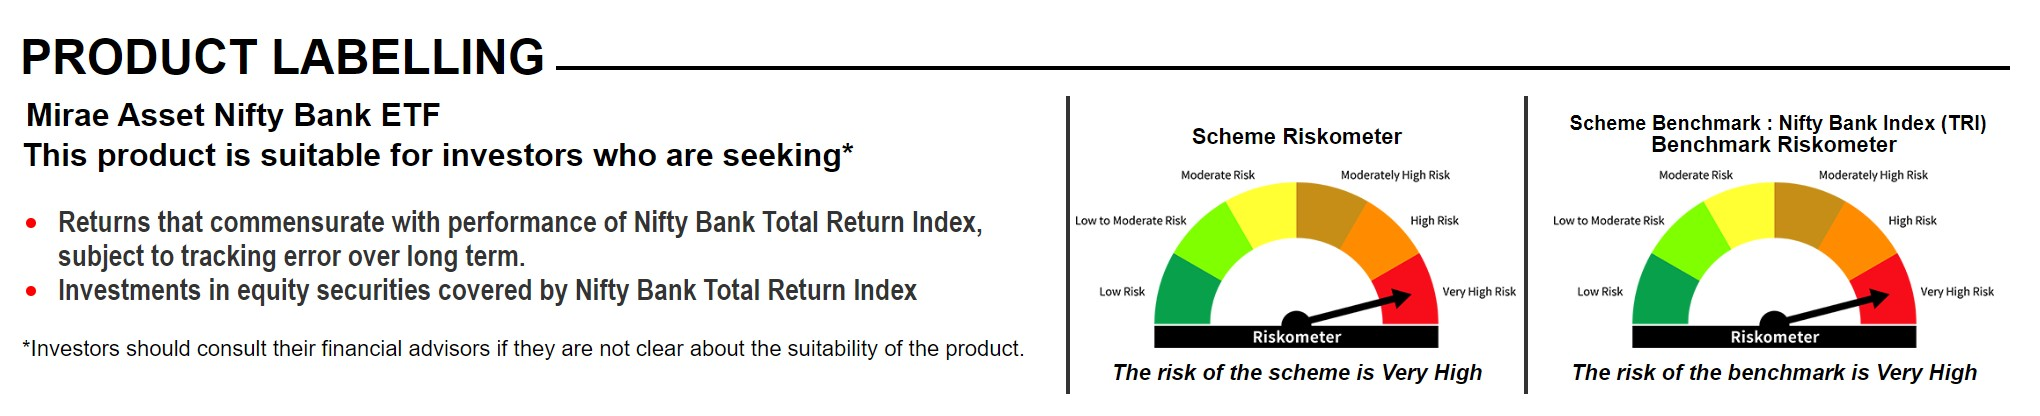 PRODUCT LABELLING
Mirae Asset Nifty Bank ETF
This product is suitable for investors who are seeking*
• Returns that commensurate with performance of Nifty Bank Total Return Index,
subject to tracking error over long term.
• Investments in equity securities covered by Nifty Bank Total Return Index
*Investors should consult their financial advisors if they are not clear about the suitability of the product.
Scheme Riskometer
Moderate Risk
Moderately High Risk
Low to Moderate Risk
High Risk
Low Risk
Very High Risk
Riskometer
The risk of the scheme is Very High
Scheme Benchmark : Nifty Bank Index (TRI)
Benchmark Riskometer
Moderate Risk
Moderately High Risk
Low to Moderate Risk
High Risk
Low Risk
Very High Risk
Riskometer
The risk of the benchmark is Very High